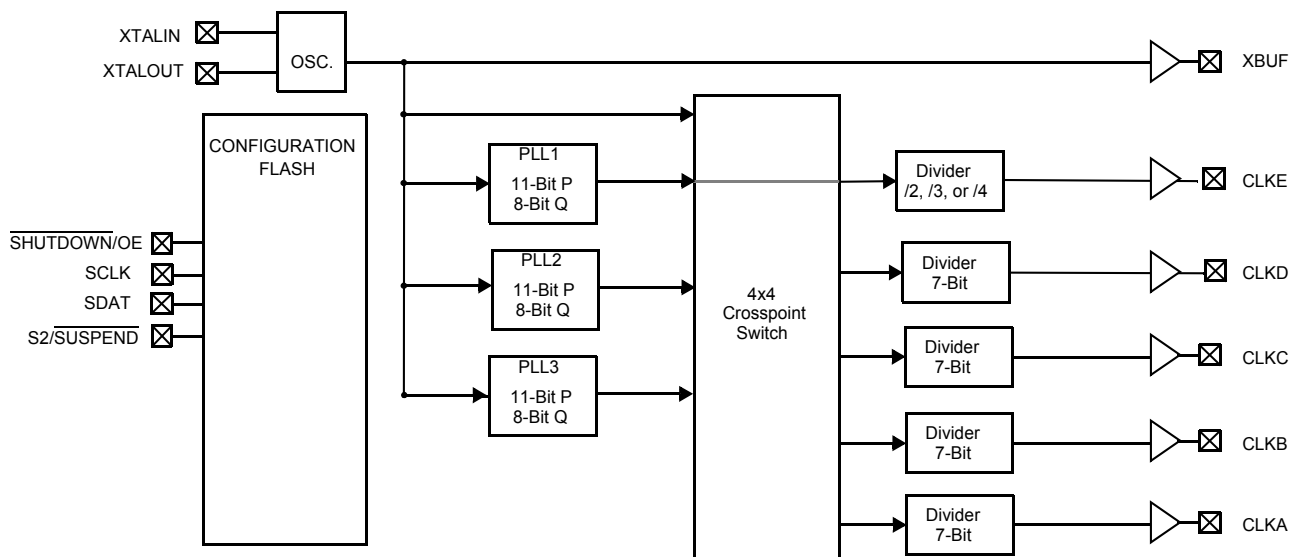 XTALIN
XTALOUT
OSC.
XBUF
CONFIGURATION
FLASH
SHUTDOWN/OE
SCLK
SDAT
S2/SUSPEND
PLL1
11-Bit P
8-Bit Q
PLL2
11-Bit P
8-Bit Q
PLL3
11-Bit P
8-Bit Q
4x4
Crosspoint
Switch
Divider
/2, /3, or /4
CLKE
Divider
7-Bit
CLKD
Divider
7-Bit
CLKC
Divider
7-Bit
CLKB
Divider
7-Bit
CLKA